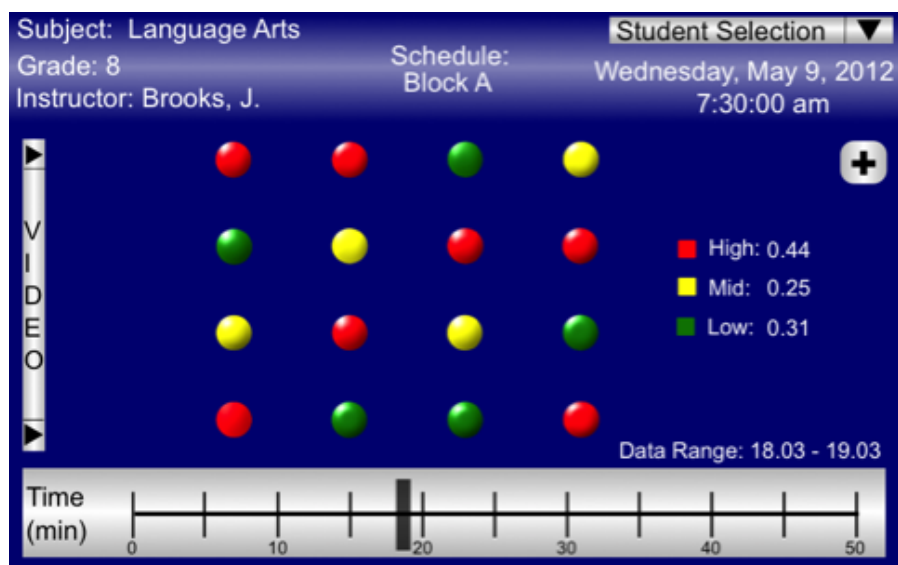 Subject: Language Arts
Student Selection
Grade: 8
Schedule:
Block A
Wednesday, May 9, 2012
Instructor: Brooks, J.
7:30:00 am
VIDEO
High: 0.44
Mid: 0.25
Low: 0.31
Data Range: 18.03 - 19.03
Time
(min)
0 10 20 30 40 50